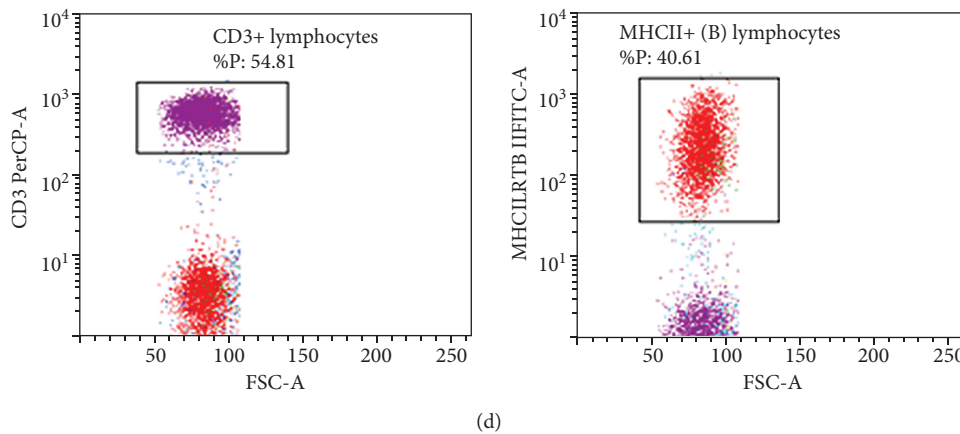 10⁴
CD3+ lymphocytes
%P: 54.81
10³
10²
10¹
CD3 PerCP-A
50 100 150 200 250
FSC-A
10⁴
MHCII+ (B) lymphocytes
%P: 40.61
10³
10²
10¹
MHCILRTB IIFITC-A
50 100 150 200 250
FSC-A
(d)